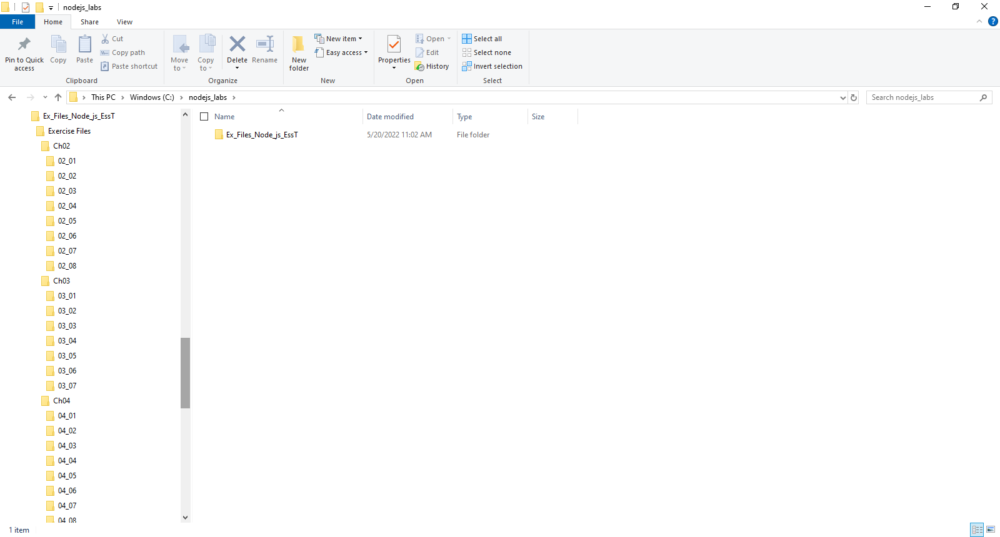 nodejs_labs
File Home Share View
Pin to Quick access
Copy
Paste
Cut
Copy path
Paste shortcut
Clipboard
Move to
Copy to
Delete
Rename
Organize
New folder
New item
Easy access
New
Properties
Open
Edit
History
Open
Select all
Select none
Invert selection
Select
This PC > Windows (C:) > nodejs_labs >
Search nodejs_labs
Ex_Files_Node_js_EssT
Exercise Files
Ch02
02_01
02_02
02_03
02_04
02_05
02_06
02_07
02_08
Ch03
03_01
03_02
03_03
03_04
03_05
03_06
03_07
Ch04
04_01
04_02
04_03
04_04
04_05
04_06
04_07
04_08
Name Date modified Type Size
Ex_Files_Node_js_EssT 5/20/2022 11:02 AM File folder
1 item